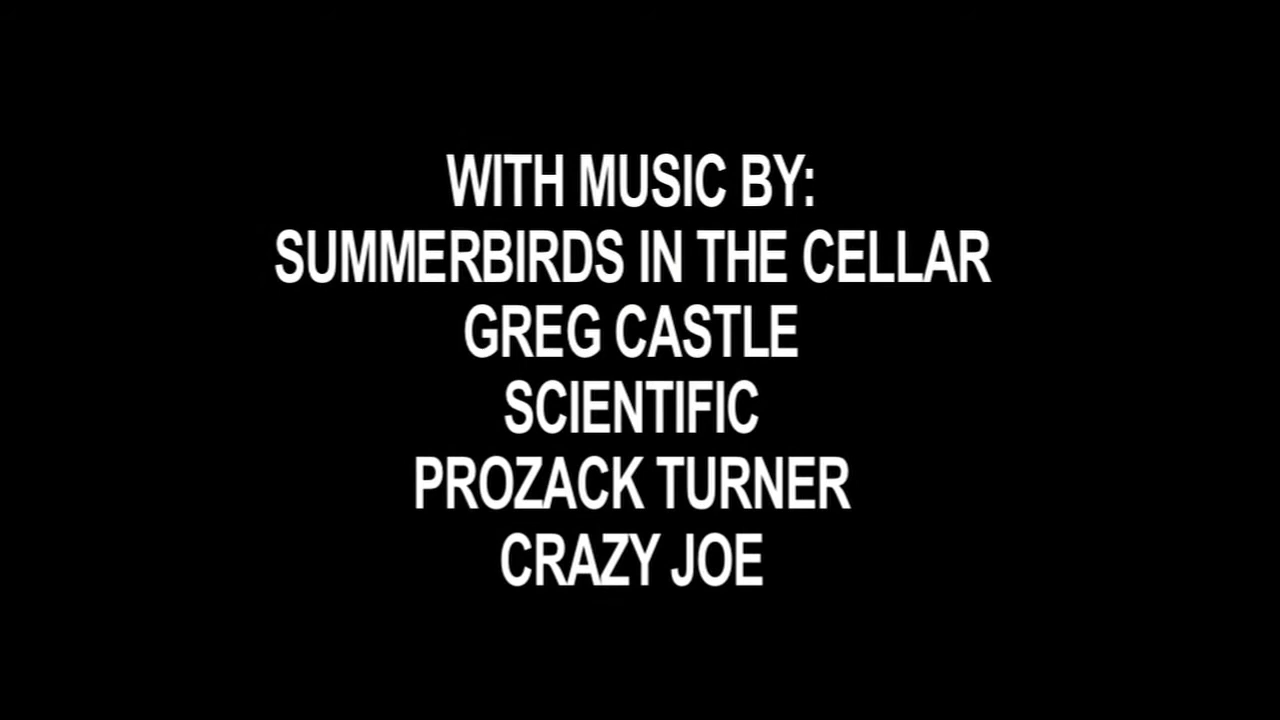 WITH MUSIC BY:
SUMMERBIRDS IN THE CELLAR
GREG CASTLE
SCIENTIFIC
PROZACK TURNER
CRAZY JOE